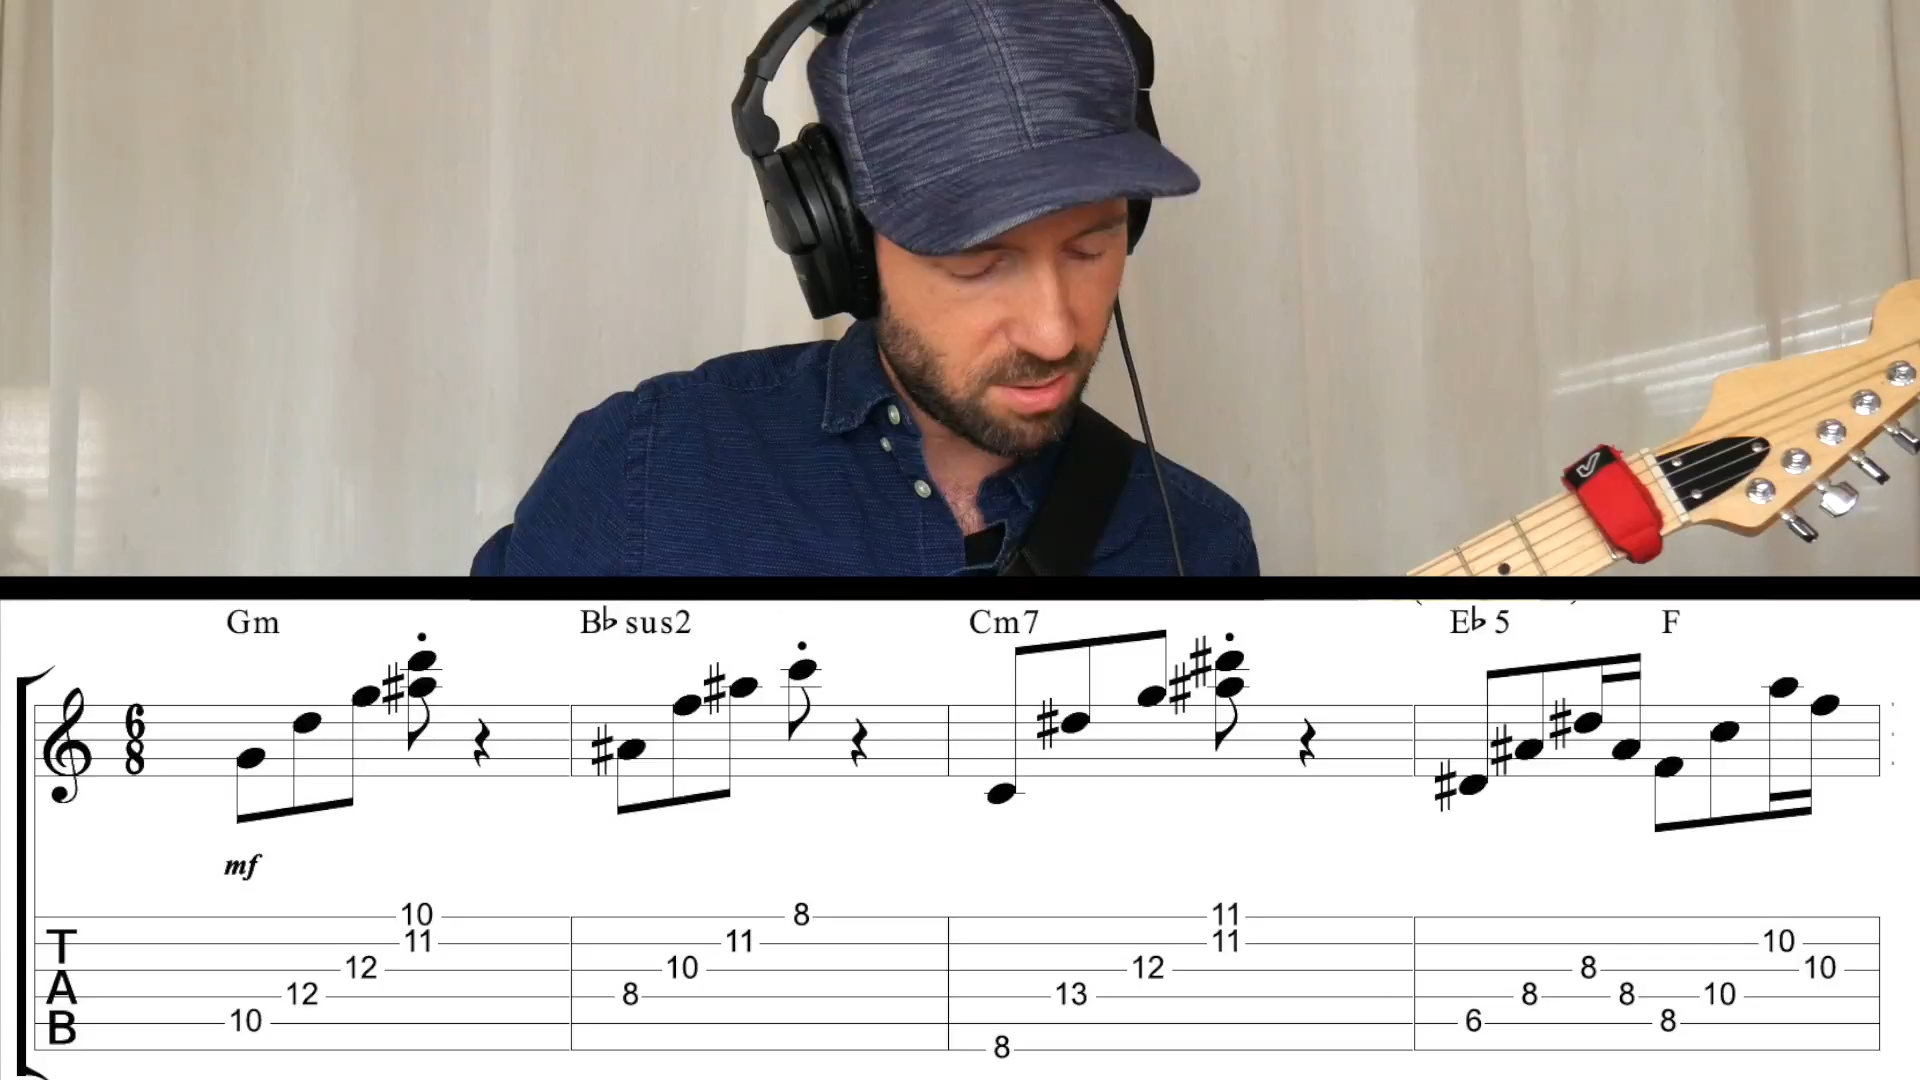 Gm B♭sus2 Cm7 E♭5 F
6
8
mf
10 8 11
T 11 11 11 10
12 10 12 8 10
A 12 8 13 8 8 10
B 10 6 8
8